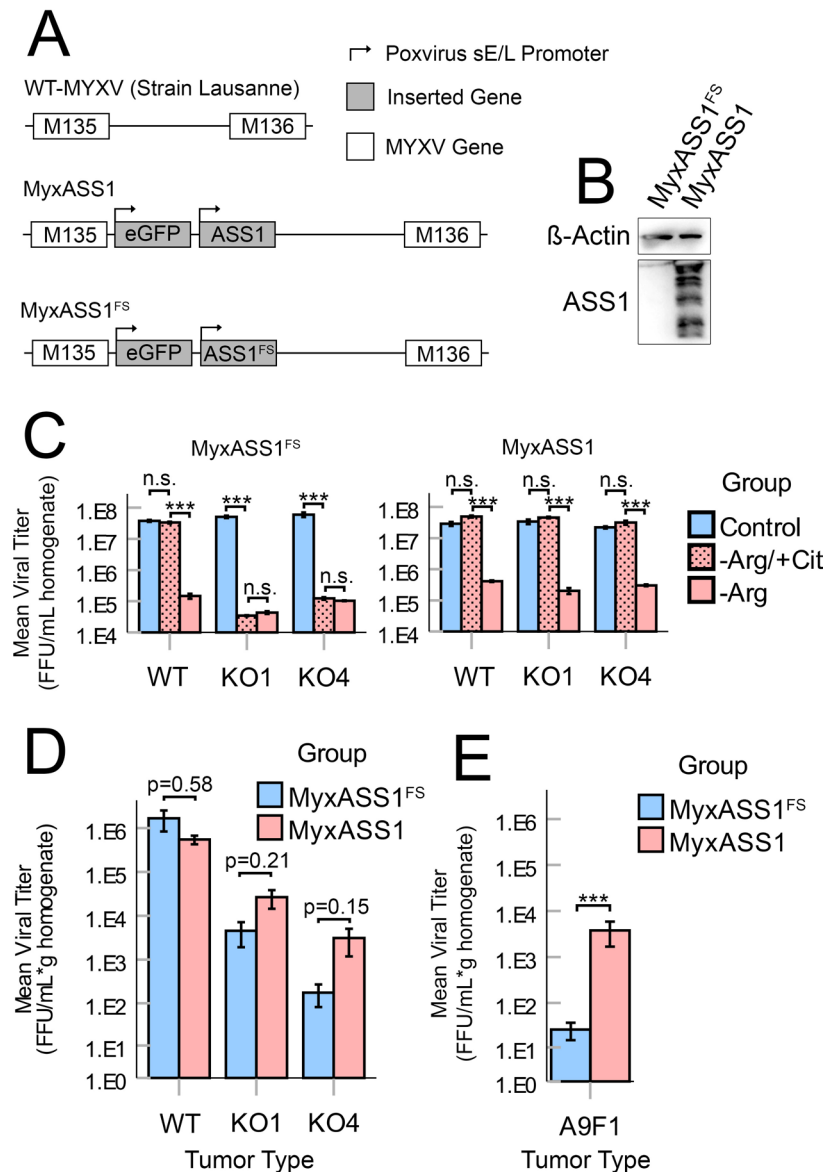 A
Poxvirus sE/L Promoter
WT-MYXV (Strain Lausanne)
M135
M136
Inserted Gene
MYXV Gene
MyxASS1
M135
eGFP
ASS1
M136
MyxASS1FS
M135
eGFP
ASS1FS
M136
B
MyxASS1FS
MyxASS1
ß-Actin
ASS1
C
MyxASS1FS
MyxASS1
Mean Viral Titer
(FFU/mL homogenate)
1.E8
1.E7
1.E6
1.E5
1.E4
n.s.
***
***
n.s.
***
n.s.
WT
KO1
KO4
1.E8
1.E7
1.E6
1.E5
1.E4
n.s.
***
n.s.
***
n.s.
***
WT
KO1
KO4
Group
Control
-Arg/+Cit
-Arg
D
Group
MyxASS1FS
MyxASS1
Mean Viral Titer
(FFU/mL*g homogenate)
1.E6
1.E5
1.E4
1.E3
1.E2
1.E1
1.E0
p=0.58
p=0.21
p=0.15
WT
KO1
KO4
Tumor Type
E
Group
MyxASS1FS
MyxASS1
Mean Viral Titer
(FFU/mL*g homogenate)
1.E6
1.E5
1.E4
1.E3
1.E2
1.E1
1.E0
***
A9F1
Tumor Type